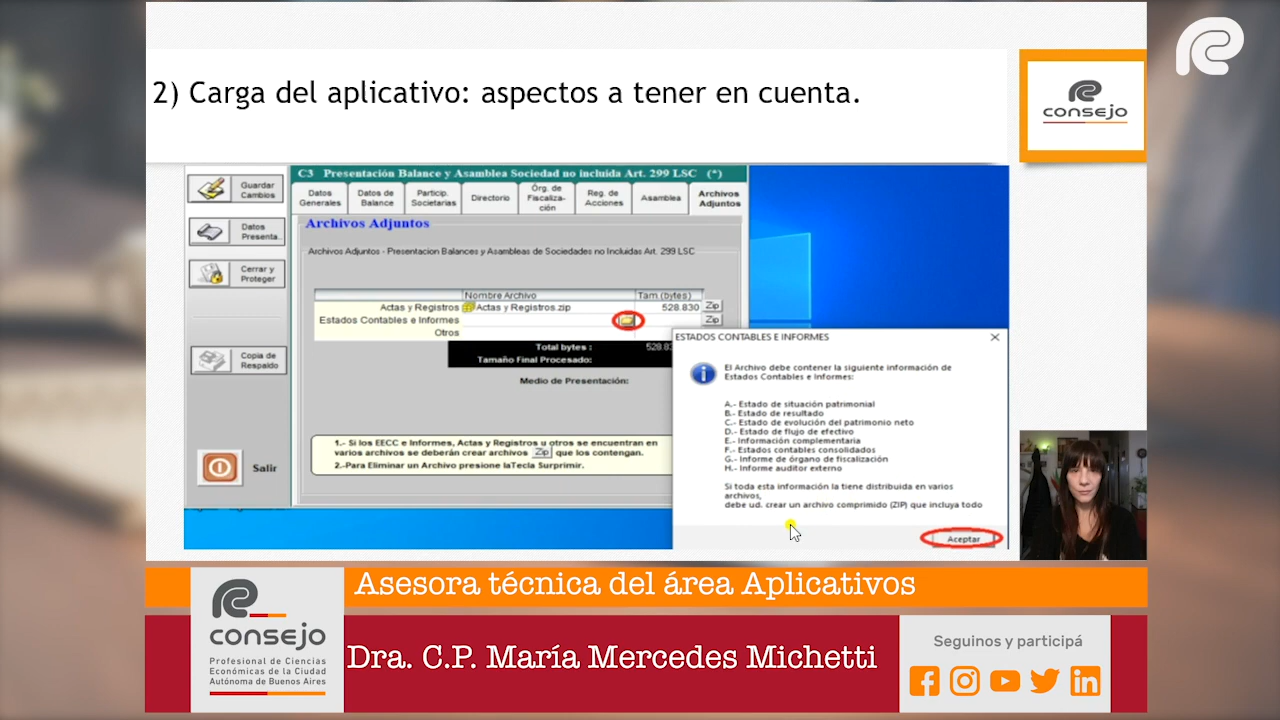 2) Carga del aplicativo: aspectos a tener en cuenta.
consejo
Guardar
Cambios
Datos
Presenta.
Cerrar y
Proteger
Copia de
Respaldo
Salir
C3 Presentación Balance y Asamblea Sociedad no incluida Art. 299 LSC (*)
Datos
Generales
Datos de
Balance
Particip.
Societarias
Directorio
Órg. de
Fiscaliza-
ción
Reg. de
Acciones
Asamblea
Archivos
Adjuntos
Archivos Adjuntos
Archivos Adjuntos - Presentacion Balances y Asambleas de Sociedades no Incluidas Art. 299 LSC
Nombre Archivo Tam.(bytes)
Actas y Registros Actas y Registros.zip 528.830 Zip
Estados Contables e Informes Zip
Otros
Total bytes : 528.83
Tamaño Final Procesado:
Medio de Presentación:
1.- Si los EECC e Informes, Actas y Registros u otros se encuentran en
varios archivos se deberán crear archivos Zip que los contengan.
2.-Para Eliminar un Archivo presione laTecla Surprimir.
ESTADOS CONTABLES E INFORMES
El Archivo debe contener la siguiente información de
Estados Contables e Informes:
A.- Estado de situación patrimonial
B.- Estado de resultado
C.- Estado de evolución del patrimonio neto
D.- Estado de flujo de efectivo
E.- Información complementaria
F.- Estados contables consolidados
G.- Informe de órgano de fiscalización
H.- Informe auditor externo
Si toda esta información la tiene distribuida en varios
archivos,
debe ud. crear un archivo comprimido (ZIP) que incluya todo
Aceptar
Asesora técnica del área Aplicativos
consejo
Profesional de Ciencias
Económicas de la Ciudad
Autónoma de Buenos Aires
Dra. C.P. María Mercedes Michetti
Seguinos y participá